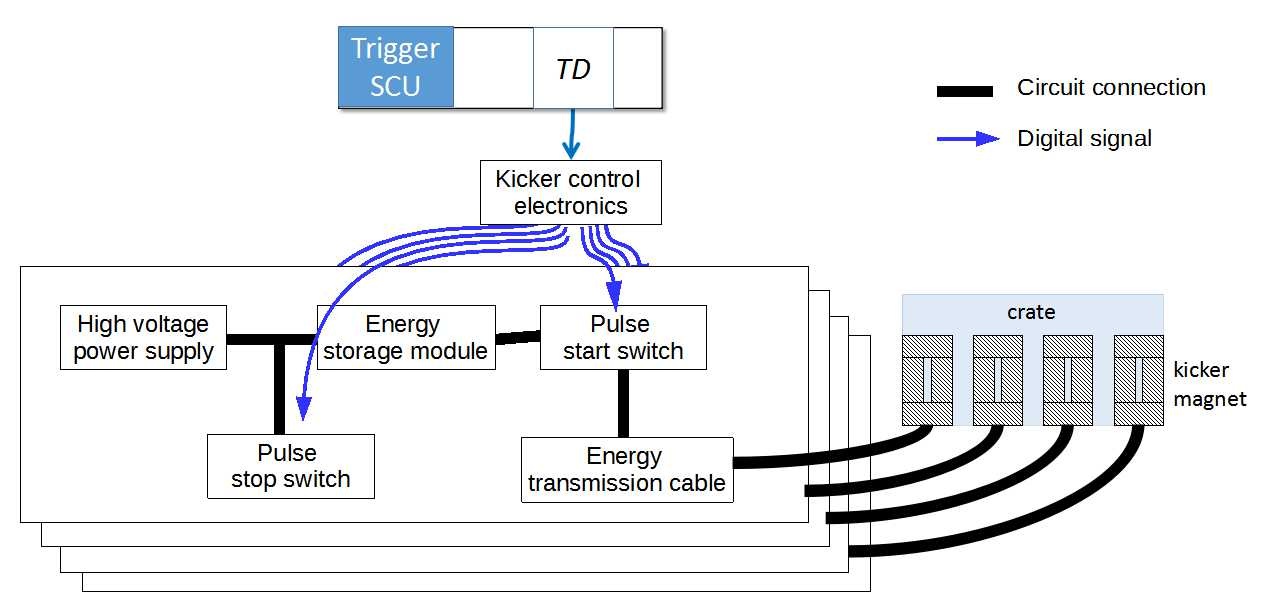 Trigger
SCU
TD
Circuit connection
Digital signal
Kicker control
electronics
High voltage
power supply
Energy
storage module
Pulse
start switch
crate
kicker
magnet
Pulse
stop switch
Energy
transmission cable